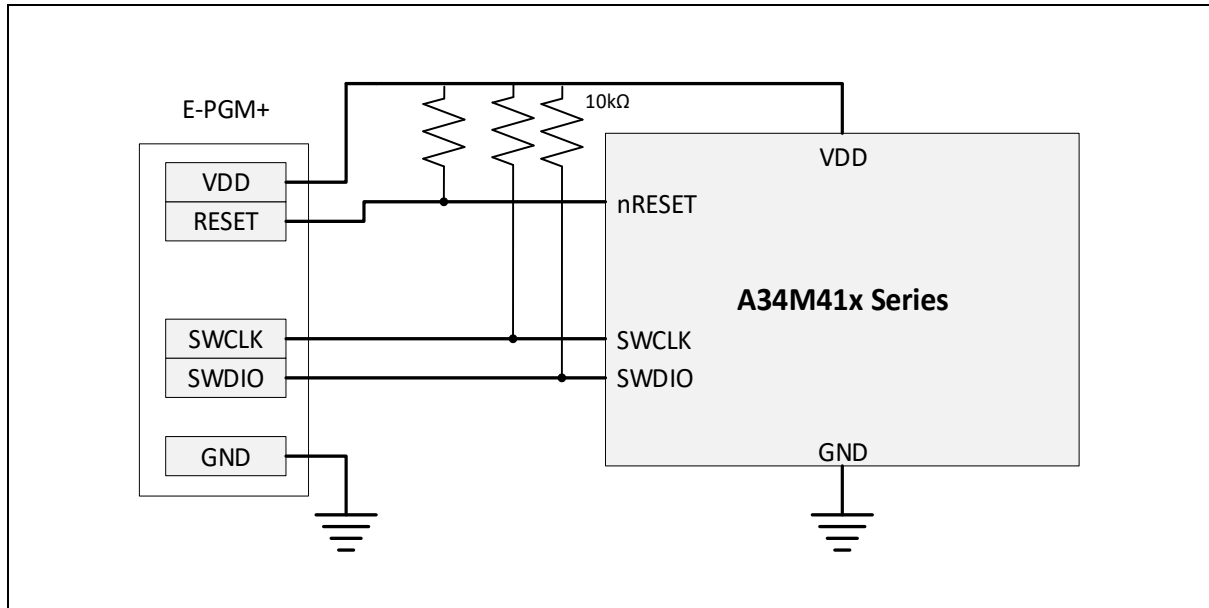 E-PGM+
10kΩ
VDD
RESET
SWCLK
SWDIO
GND
VDD
nRESET
A34M41x Series
SWCLK
SWDIO
GND